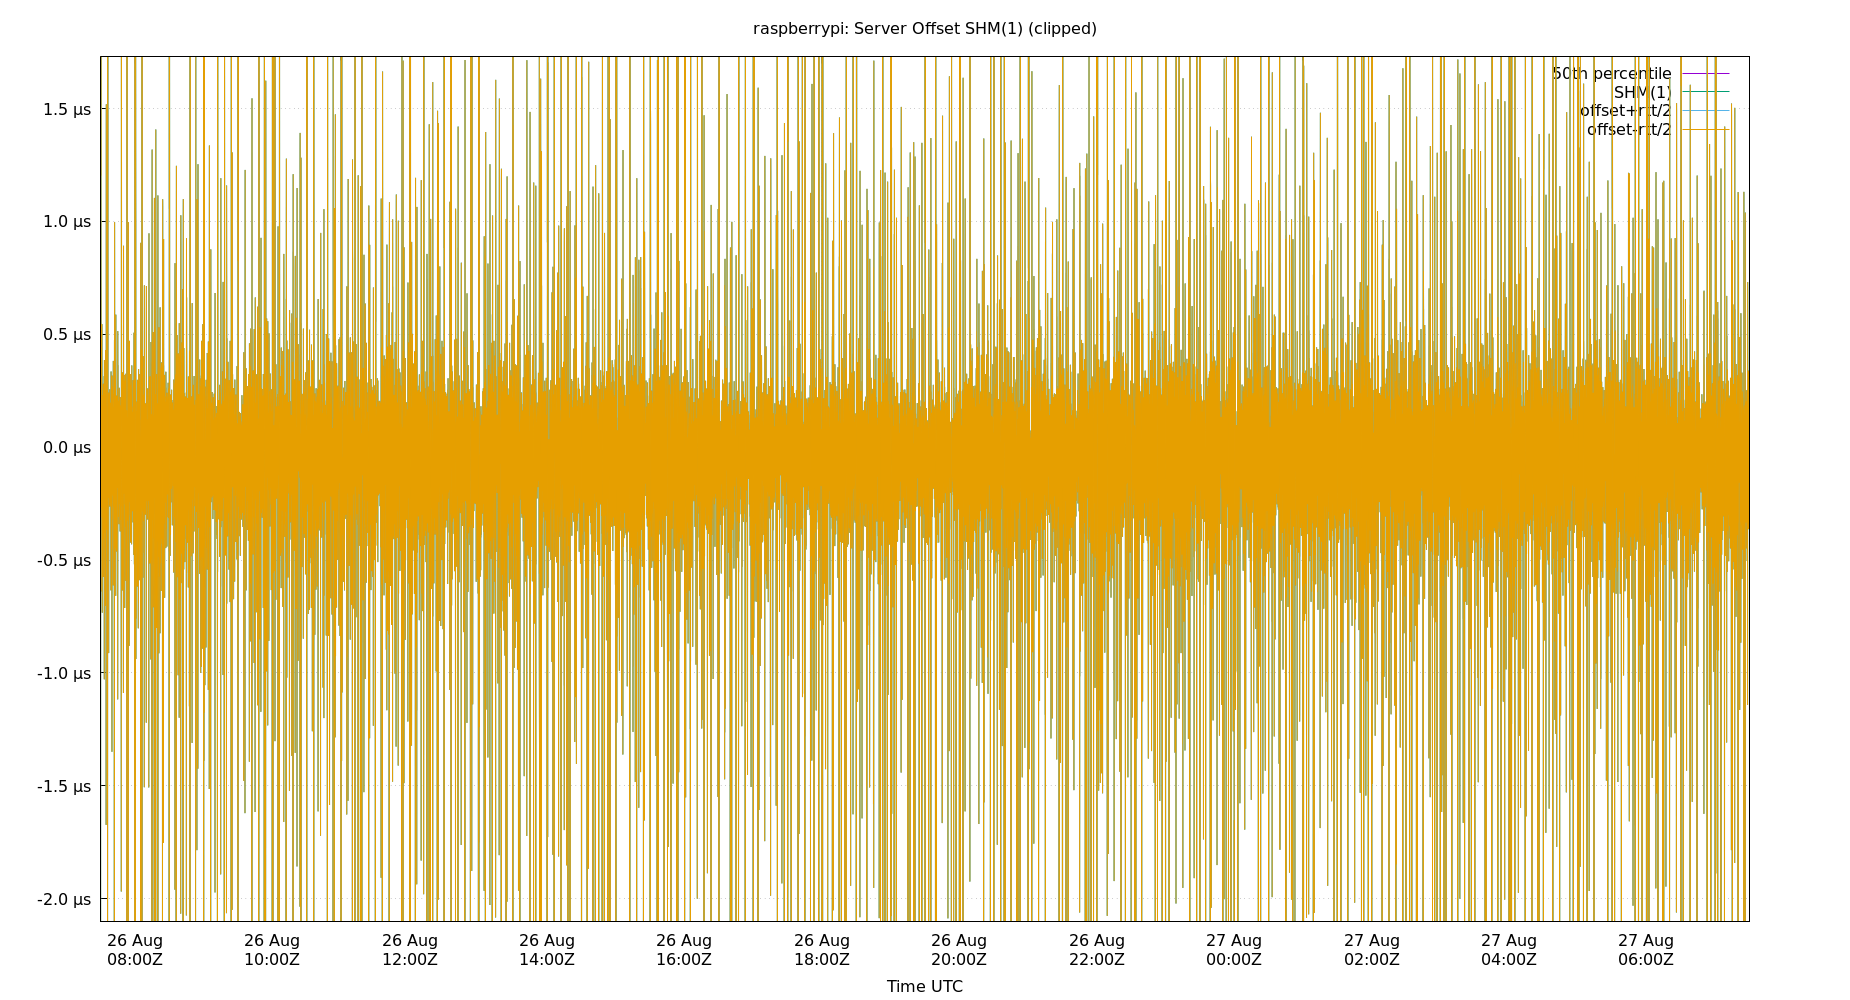 raspberrypi: Server Offset SHM(1) (clipped)
50th percentile
SHM(1)
offset+rtt/2
offset-rtt/2
1.5 µs
1.0 µs
0.5 µs
0.0 µs
-0.5 µs
-1.0 µs
-1.5 µs
-2.0 µs
26 Aug 26 Aug 26 Aug 26 Aug 26 Aug 26 Aug 26 Aug 26 Aug 27 Aug 27 Aug 27 Aug 27 Aug
08:00Z 10:00Z 12:00Z 14:00Z 16:00Z 18:00Z 20:00Z 22:00Z 00:00Z 02:00Z 04:00Z 06:00Z
Time UTC